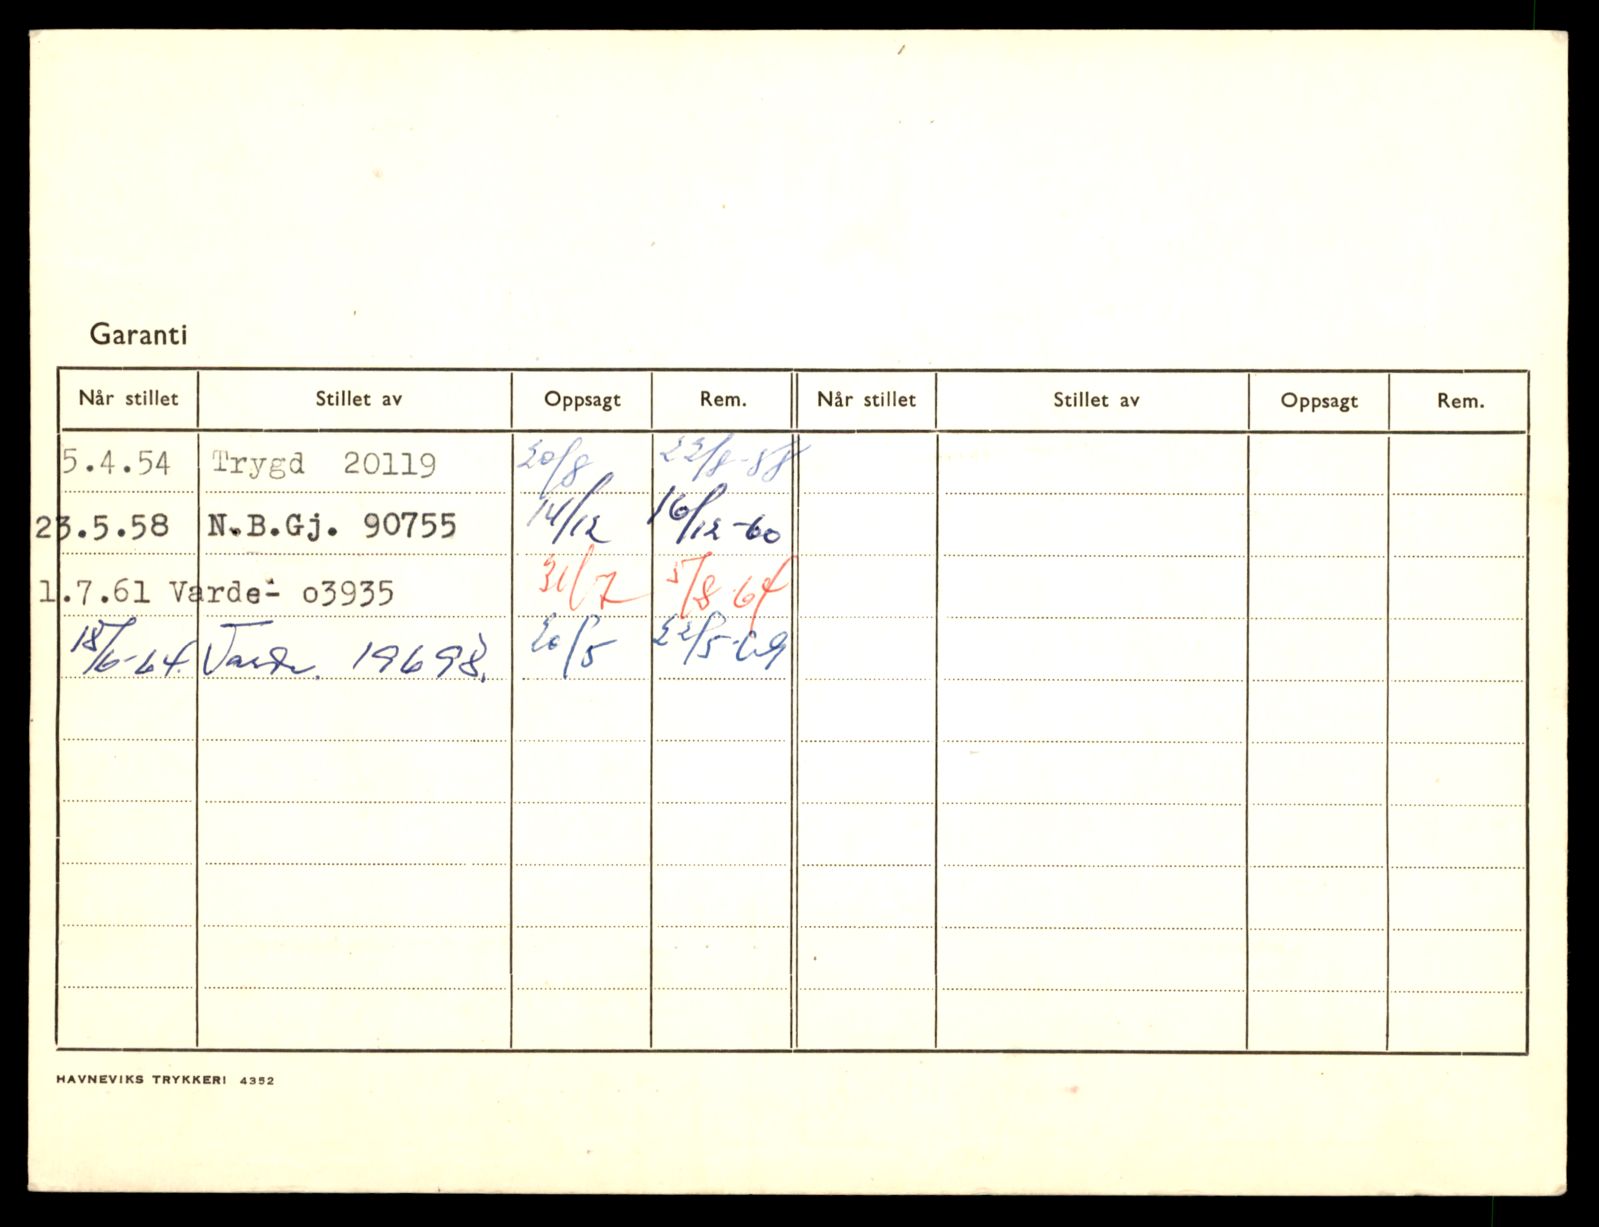 Garanti
Når stillet Stillet av Oppsagt Rem. Når stillet Stillet av Oppsagt Rem.
5.4.54 Trygd 20119 20/8 22/8-58
23.5.58 N.B.Gj. 90755 14/12 16/12-60
1.7.61 Varde- o3935 31/7 5/8-64
18/6-64. Varde. 19698. 20/5 22/5-69
HAVNEVIKS TRYKKERI 4352